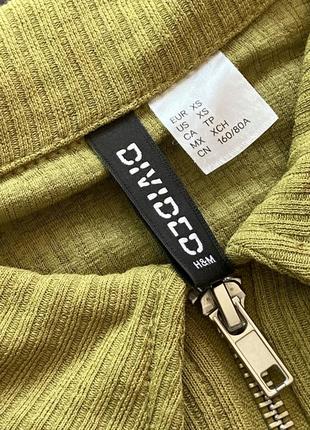 EUR XS
US XS
CA TP
MX XCH
CN 160/80A
DIVIDED
H&M